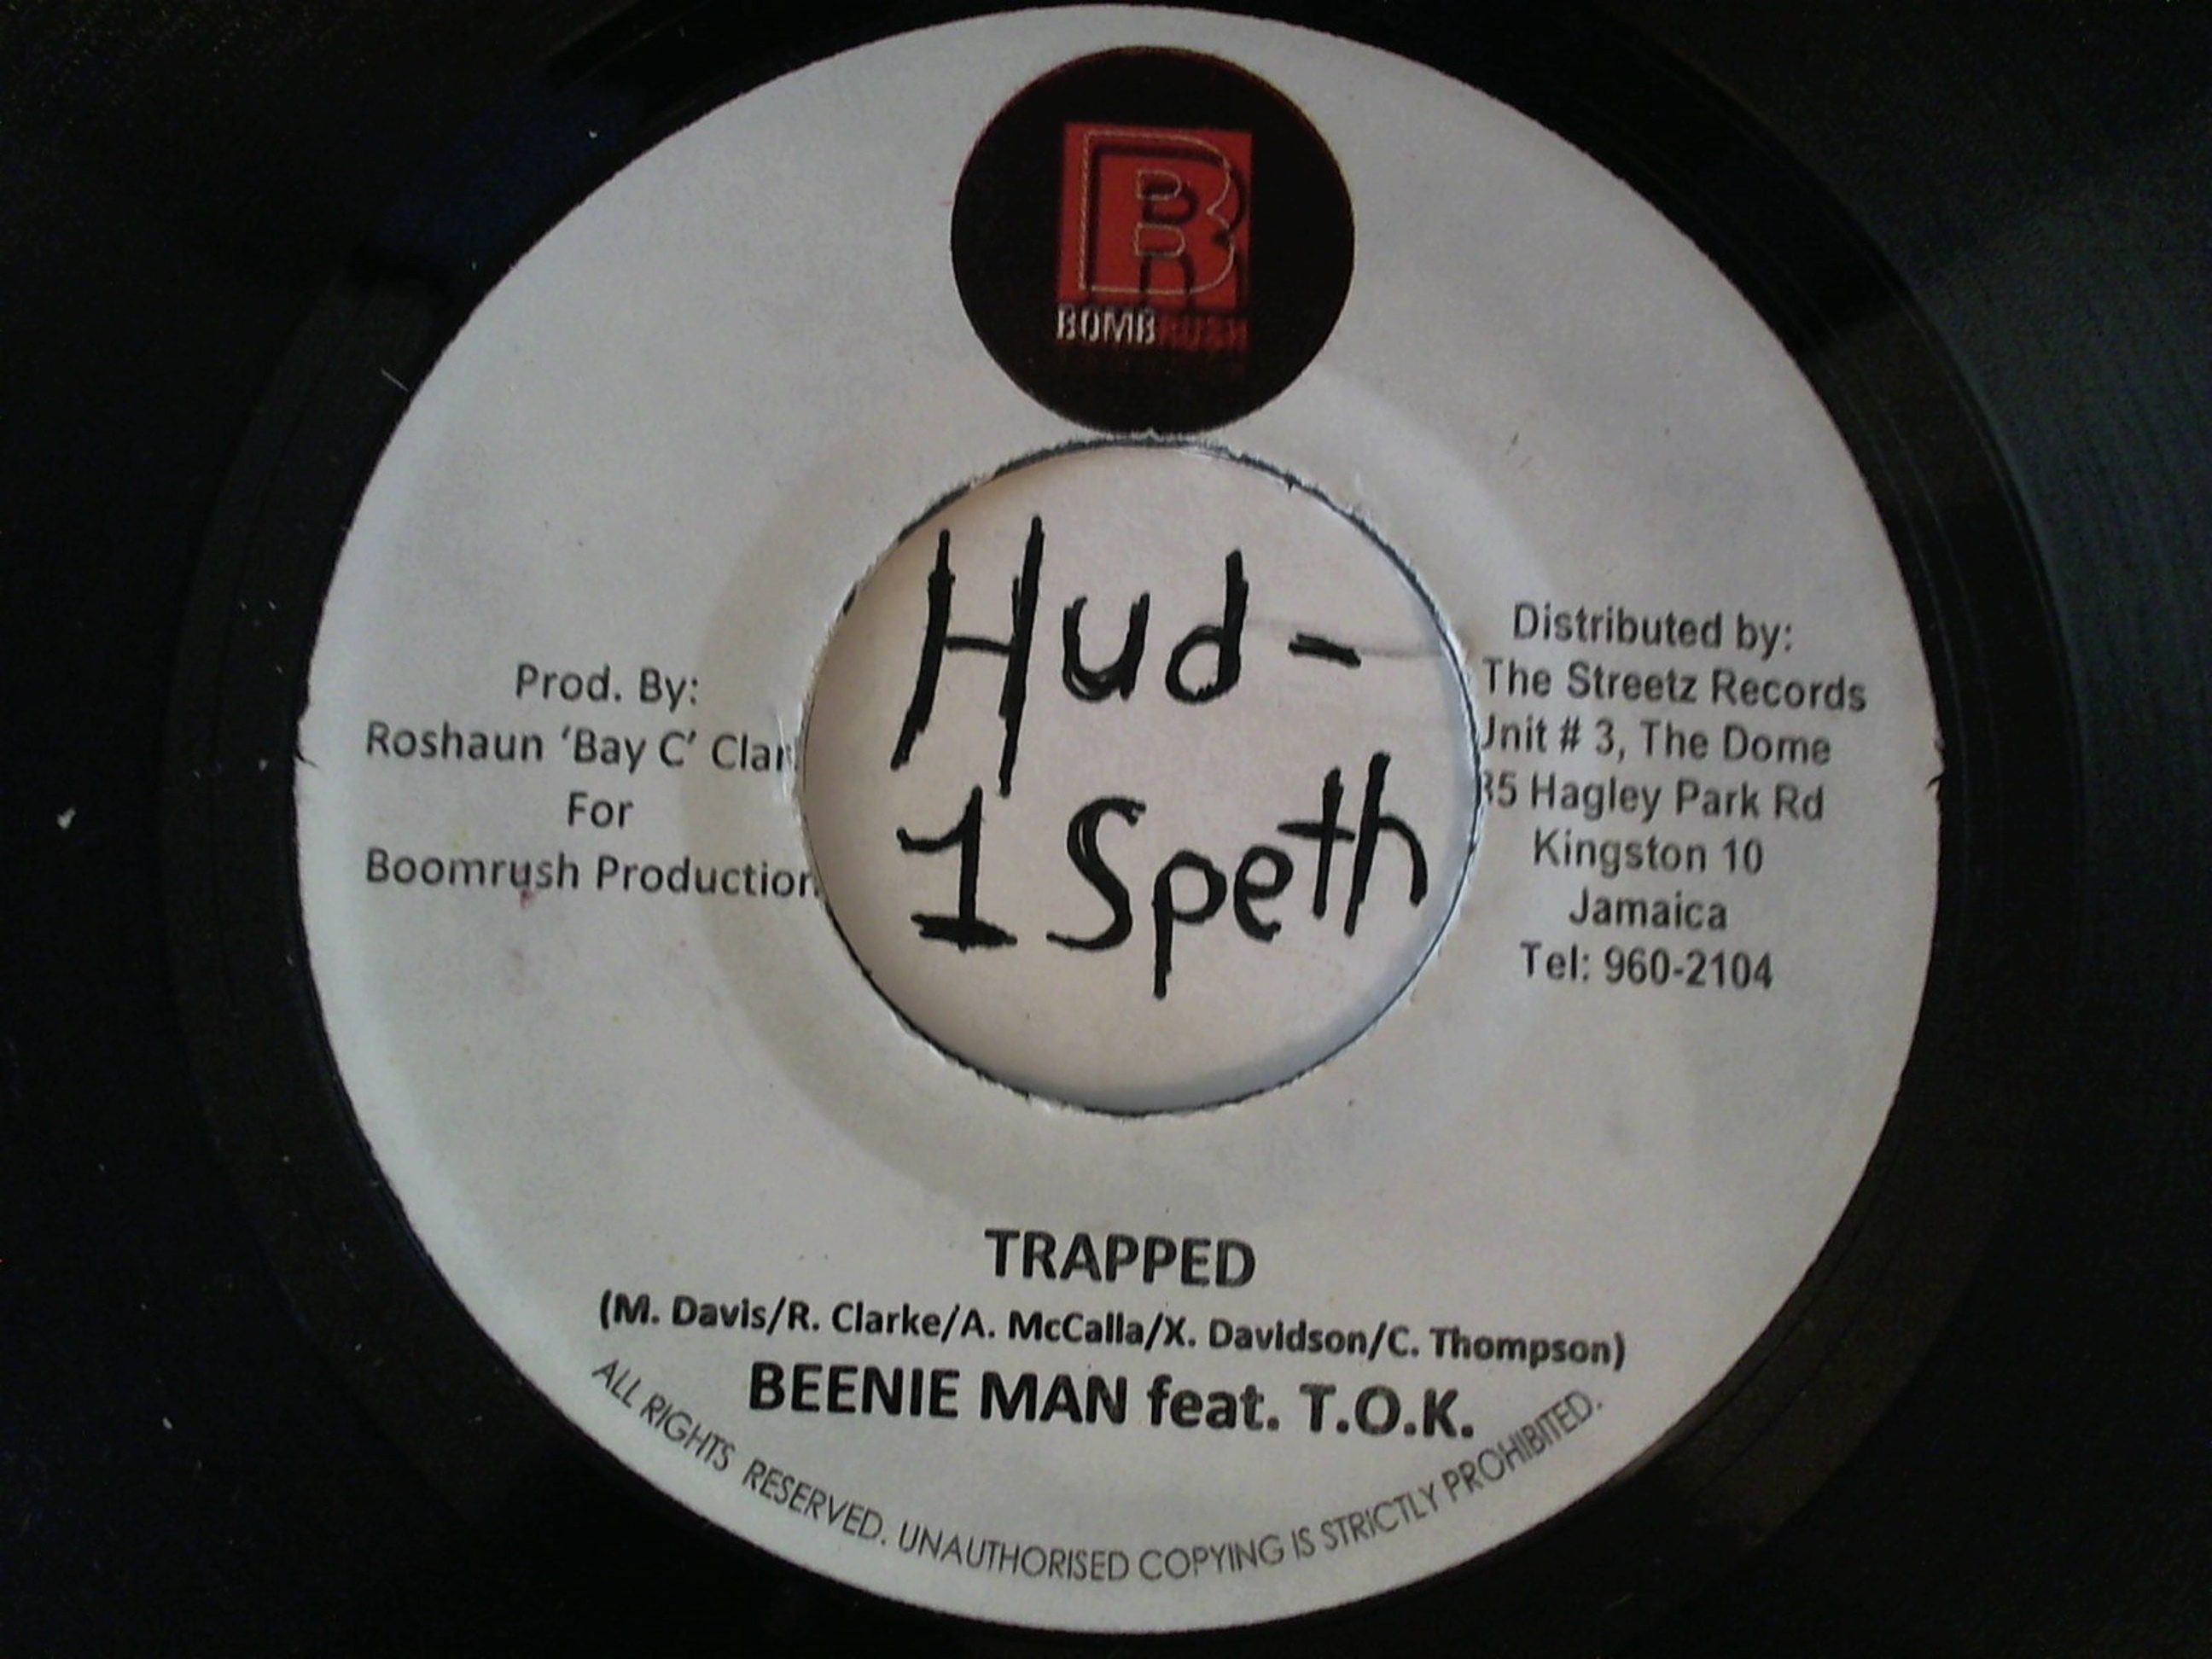 BOMBRUSH
Hud-
1 Speth
Prod. By:
Roshaun ‘Bay C’ Clar
For
Boomrush Production
Distributed by:
The Streetz Records
Unit # 3, The Dome
35 Hagley Park Rd
Kingston 10
Jamaica
Tel: 960-2104
TRAPPED
(M. Davis/R. Clarke/A. McCalla/X. Davidson/C. Thompson)
BEENIE MAN feat. T.O.K.
ALL RIGHTS RESERVED. UNAUTHORISED COPYING IS STRICTLY PROHIBITED.